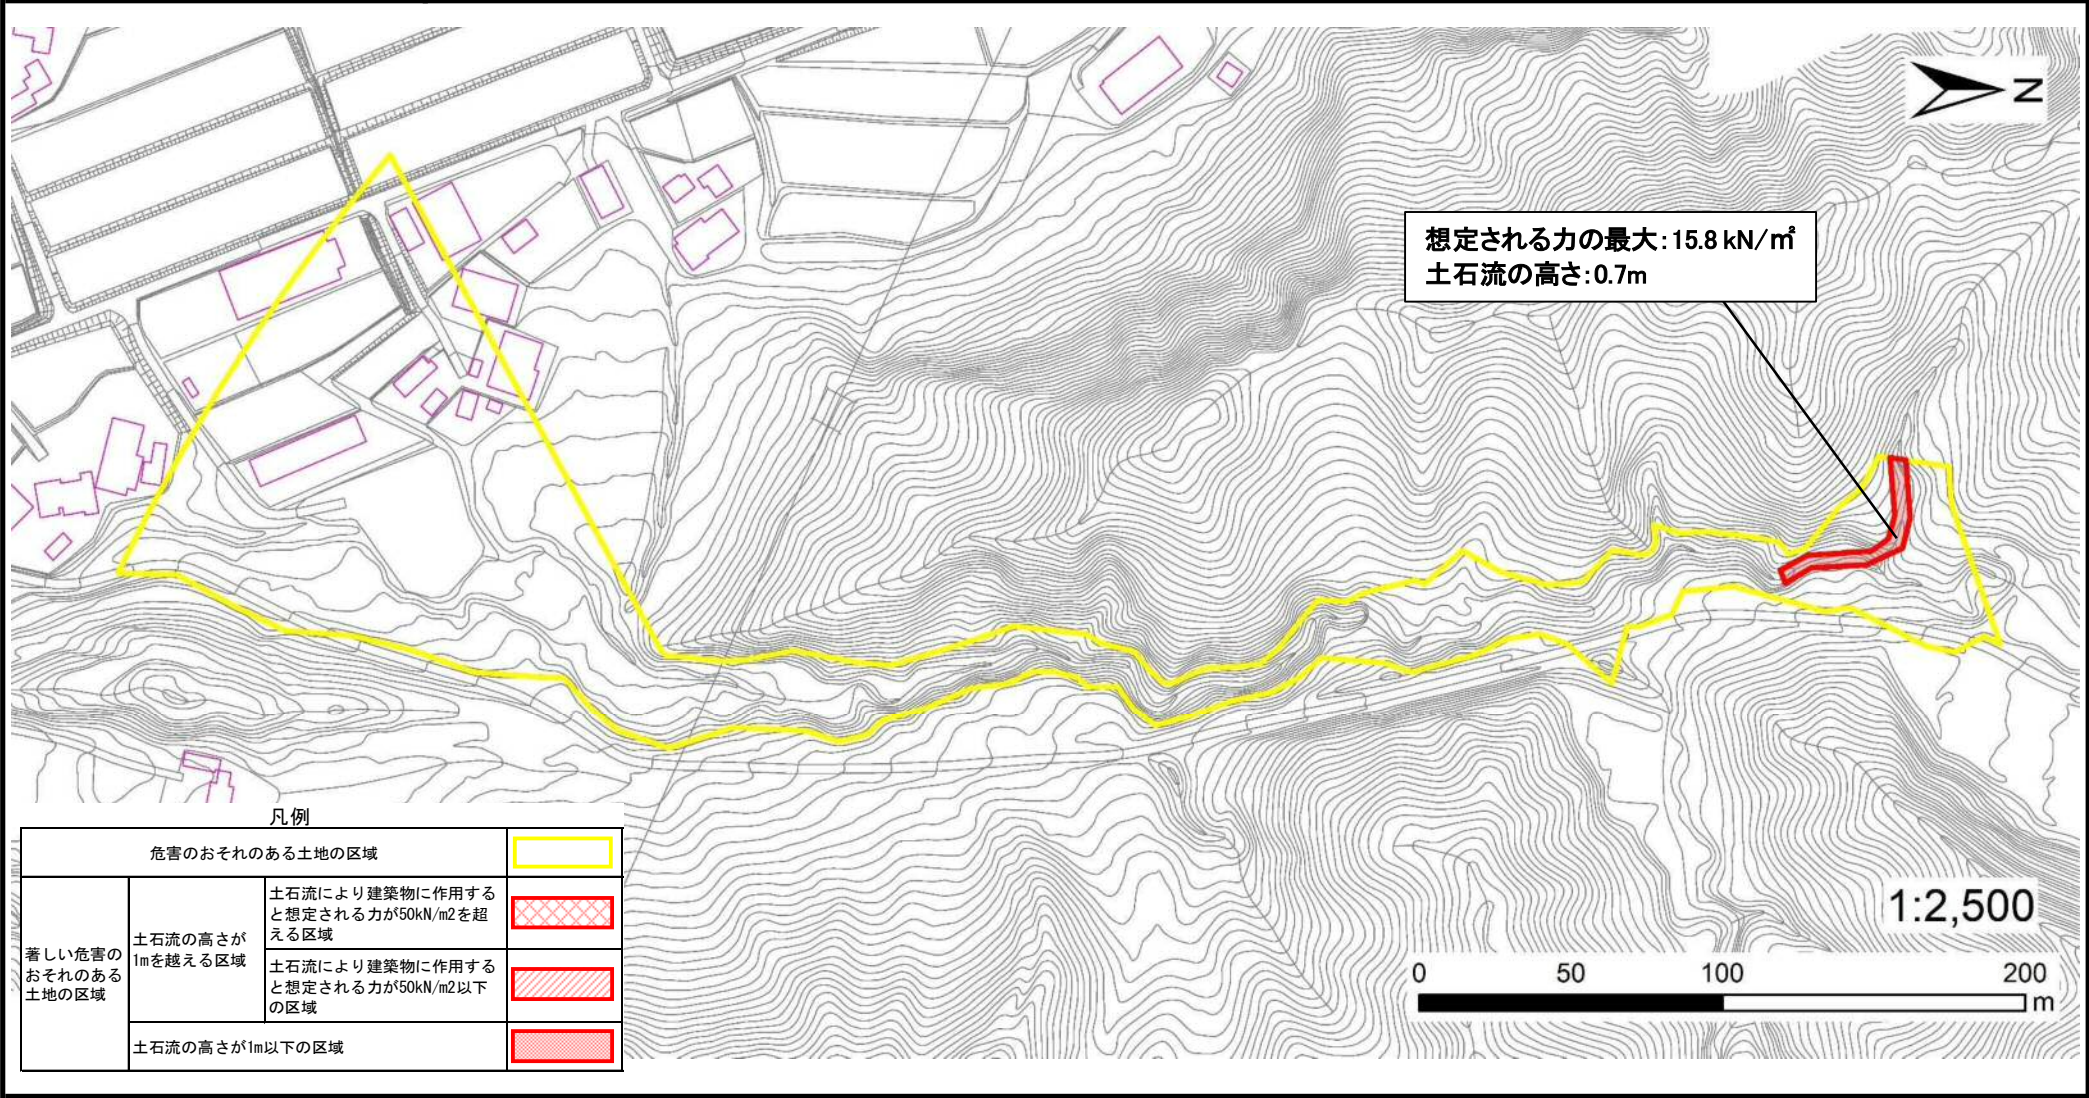 N
想定される力の最大:15.8 kN/㎡
土石流の高さ:0.7m
凡例
危害のおそれのある土地の区域
著しい危害の
おそれのある
土地の区域
土石流の高さが
1mを越える区域
土石流により建築物に作用する
と想定される力が50kN/m2を超
える区域
土石流により建築物に作用する
と想定される力が50kN/m2以下
の区域
土石流の高さが1m以下の区域
1:2,500
0 50 100 200
m